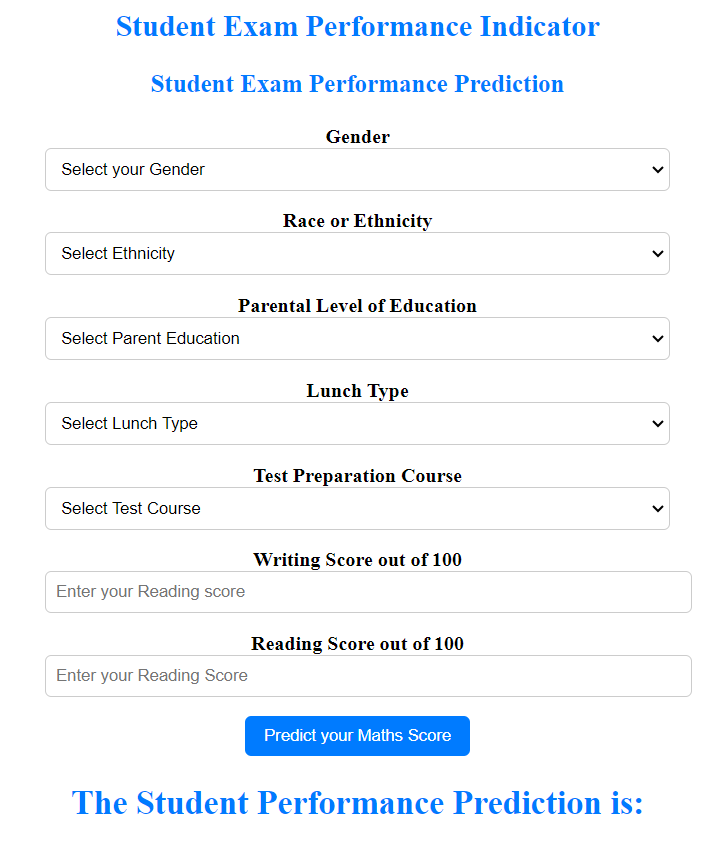 Student Exam Performance Indicator
Student Exam Performance Prediction
Gender
Select your Gender
Race or Ethnicity
Select Ethnicity
Parental Level of Education
Select Parent Education
Lunch Type
Select Lunch Type
Test Preparation Course
Select Test Course
Writing Score out of 100
Enter your Reading score
Reading Score out of 100
Enter your Reading Score
Predict your Maths Score
The Student Performance Prediction is: